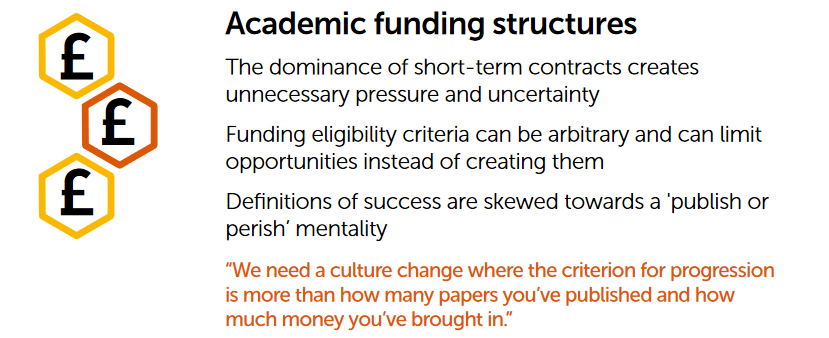 £
£
£
Academic funding structures
The dominance of short-term contracts creates
unnecessary pressure and uncertainty
Funding eligibility criteria can be arbitrary and can limit
opportunities instead of creating them
Definitions of success are skewed towards a 'publish or
perish‘ mentality
“We need a culture change where the criterion for progression
is more than how many papers you’ve published and how
much money you’ve brought in.“